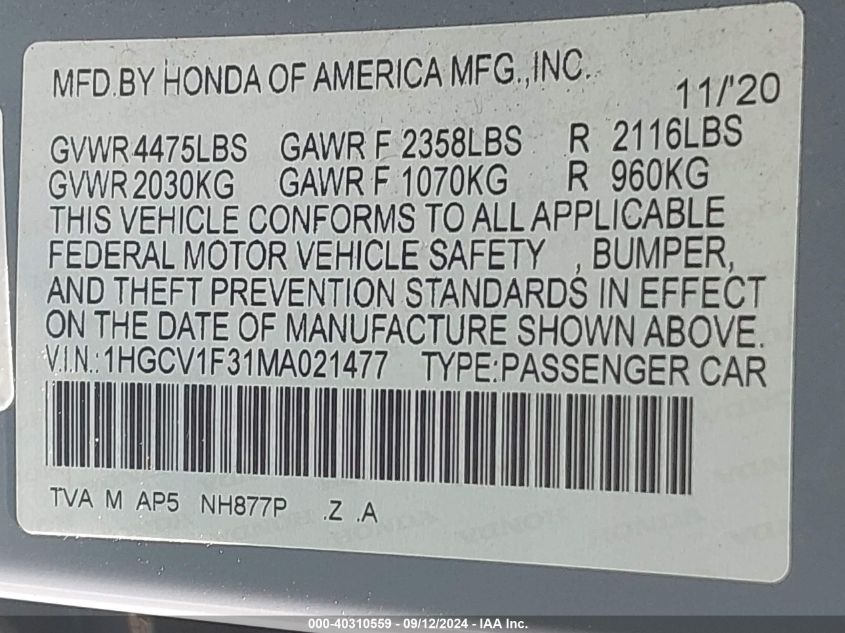 MFD.BY HONDA OF AMERICA MFG.,INC.
11/'20
GVWR 4475LBS GAWR F 2358LBS R 2116LBS
GVWR 2030KG GAWR F 1070KG R 960KG
THIS VEHICLE CONFORMS TO ALL APPLICABLE
FEDERAL MOTOR VEHICLE SAFETY , BUMPER,
AND THEFT PREVENTION STANDARDS IN EFFECT
ON THE DATE OF MANUFACTURE SHOWN ABOVE.
V.I.N.:1HGCV1F31MA021477 TYPE:PASSENGER CAR
TVA M AP5 NH877P .Z .A
000-40310559 - 09/12/2024 - IAA Inc.